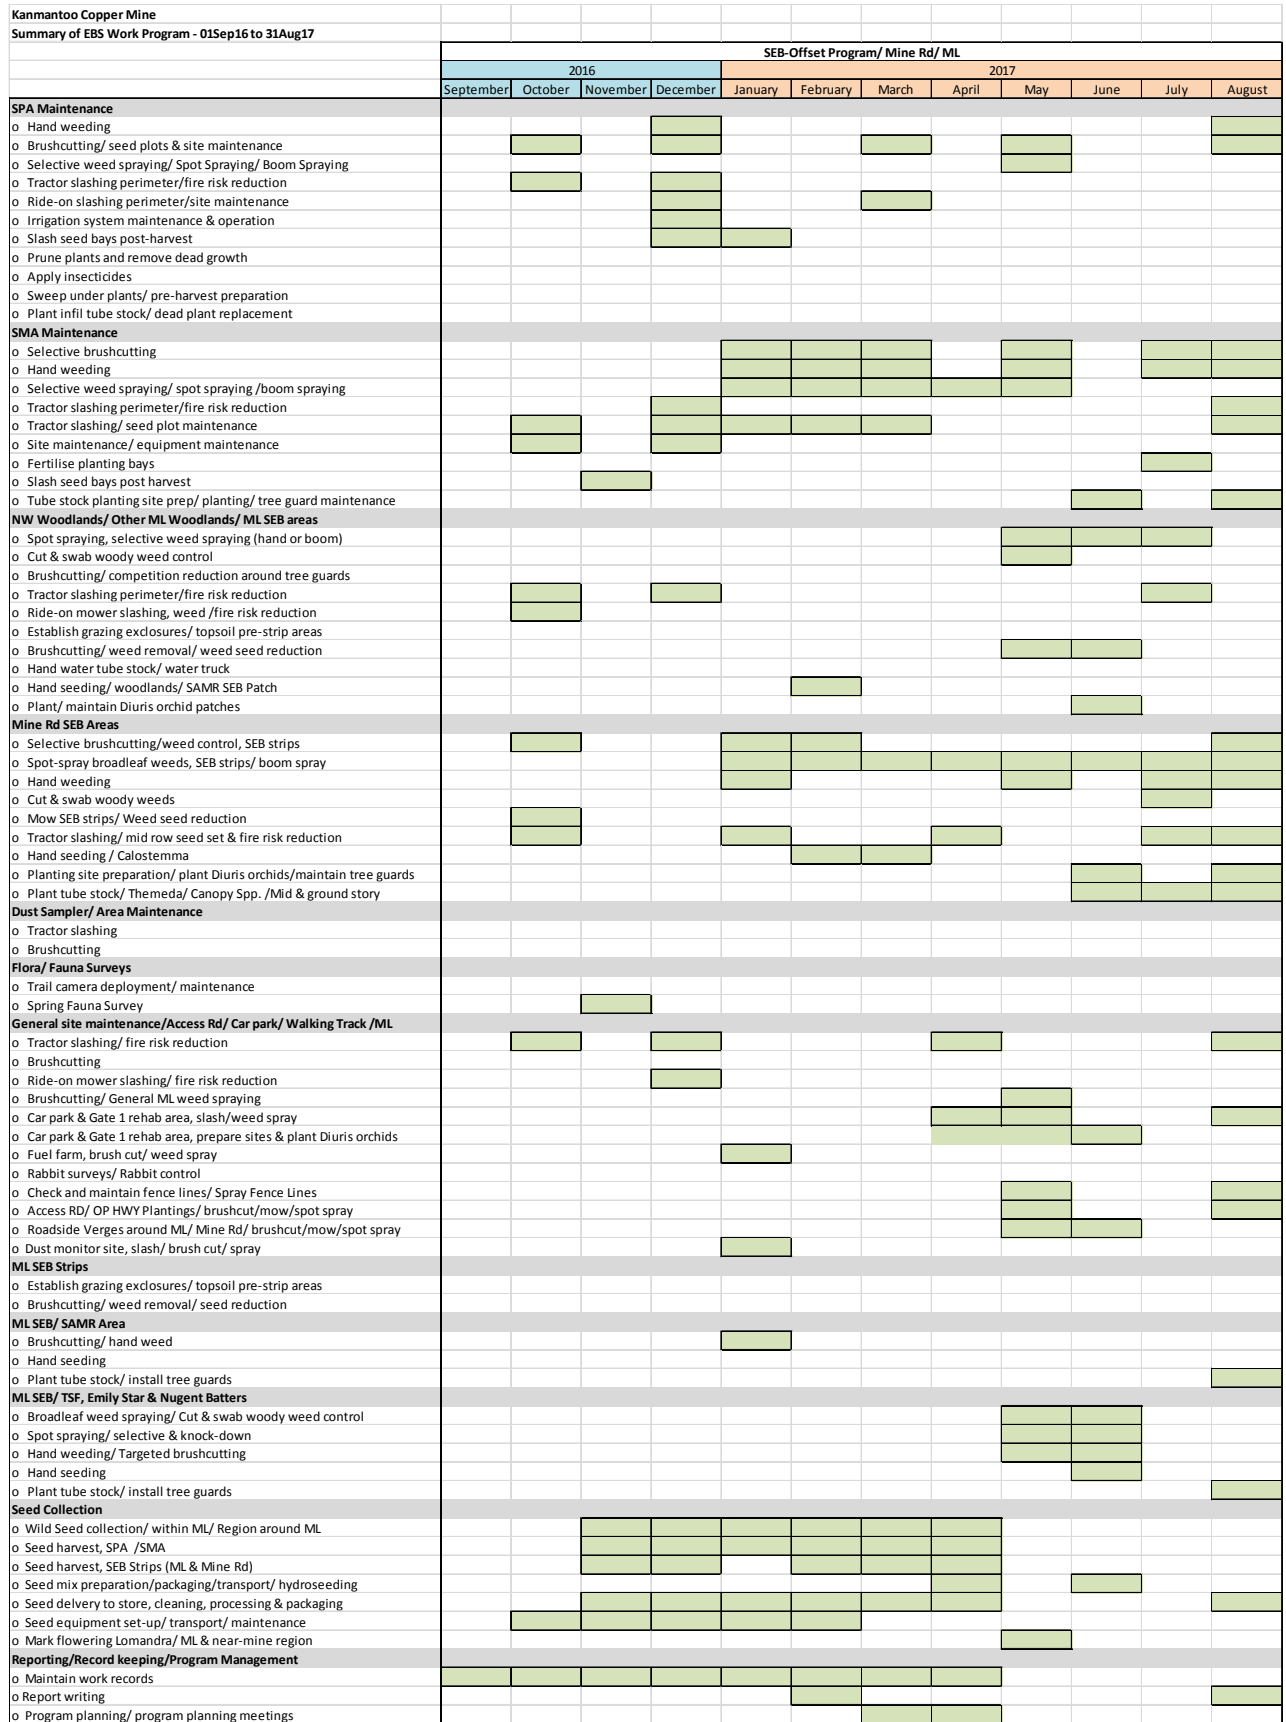 Kanmantoo Copper Mine
Summary of EBS Work Program - 01Sep16 to 31Aug17
SEB-Offset Program/ Mine Rd/ ML
2016 2017
September October November December January February March April May June July August
SPA Maintenance
o Hand weeding
o Brushcutting/ seed plots & site maintenance
o Selective weed spraying/ Spot Spraying/ Boom Spraying
o Tractor slashing perimeter/fire risk reduction
o Ride-on slashing perimeter/site maintenance
o Irrigation system maintenance & operation
o Slash seed bays post-harvest
o Prune plants and remove dead growth
o Apply insecticides
o Sweep under plants/ pre-harvest preparation
o Plant infil tube stock/ dead plant replacement
SMA Maintenance
o Selective brushcutting
o Hand weeding
o Selective weed spraying/ spot spraying /boom spraying
o Tractor slashing perimeter/fire risk reduction
o Tractor slashing/ seed plot maintenance
o Site maintenance/ equipment maintenance
o Fertilise planting bays
o Slash seed bays post harvest
o Tube stock planting site prep/ planting/ tree guard maintenance
NW Woodlands/ Other ML Woodlands/ ML SEB areas
o Spot spraying, selective weed spraying (hand or boom)
o Cut & swab woody weed control
o Brushcutting/ competition reduction around tree guards
o Tractor slashing perimeter/fire risk reduction
o Ride-on mower slashing, weed /fire risk reduction
o Establish grazing exclosures/ topsoil pre-strip areas
o Brushcutting/ weed removal/ weed seed reduction
o Hand water tube stock/ water truck
o Hand seeding/ woodlands/ SAMR SEB Patch
o Plant/ maintain Diuris orchid patches
Mine Rd SEB Areas
o Selective brushcutting/weed control, SEB strips
o Spot-spray broadleaf weeds, SEB strips/ boom spray
o Hand weeding
o Cut & swab woody weeds
o Mow SEB strips/ Weed seed reduction
o Tractor slashing/ mid row seed set & fire risk reduction
o Hand seeding / Calostemma
o Planting site preparation/ plant Diuris orchids/maintain tree guards
o Plant tube stock/ Themeda/ Canopy Spp. /Mid & ground story
Dust Sampler/ Area Maintenance
o Tractor slashing
o Brushcutting
Flora/ Fauna Surveys
o Trail camera deployment/ maintenance
o Spring Fauna Survey
General site maintenance/Access Rd/ Car park/ Walking Track /ML
o Tractor slashing/ fire risk reduction
o Brushcutting
o Ride-on mower slashing/ fire risk reduction
o Brushcutting/ General ML weed spraying
o Car park & Gate 1 rehab area, slash/weed spray
o Car park & Gate 1 rehab area, prepare sites & plant Diuris orchids
o Fuel farm, brush cut/ weed spray
o Rabbit surveys/ Rabbit control
o Check and maintain fence lines/ Spray Fence Lines
o Access RD/ OP HWY Plantings/ brushcut/mow/spot spray
o Roadside Verges around ML/ Mine Rd/ brushcut/mow/spot spray
o Dust monitor site, slash/ brush cut/ spray
ML SEB Strips
o Establish grazing exclosures/ topsoil pre-strip areas
o Brushcutting/ weed removal/ seed reduction
ML SEB/ SAMR Area
o Brushcutting/ hand weed
o Hand seeding
o Plant tube stock/ install tree guards
ML SEB/ TSF, Emily Star & Nugent Batters
o Broadleaf weed spraying/ Cut & swab woody weed control
o Spot spraying/ selective & knock-down
o Hand weeding/ Targeted brushcutting
o Hand seeding
o Plant tube stock/ install tree guards
Seed Collection
o Wild Seed collection/ within ML/ Region around ML
o Seed harvest, SPA /SMA
o Seed harvest, SEB Strips (ML & Mine Rd)
o Seed mix preparation/packaging/transport/ hydroseeding
o Seed delvery to store, cleaning, processing & packaging
o Seed equipment set-up/ transport/ maintenance
o Mark flowering Lomandra/ ML & near-mine region
Reporting/Record keeping/Program Management
o Maintain work records
o Report writing
o Program planning/ program planning meetings